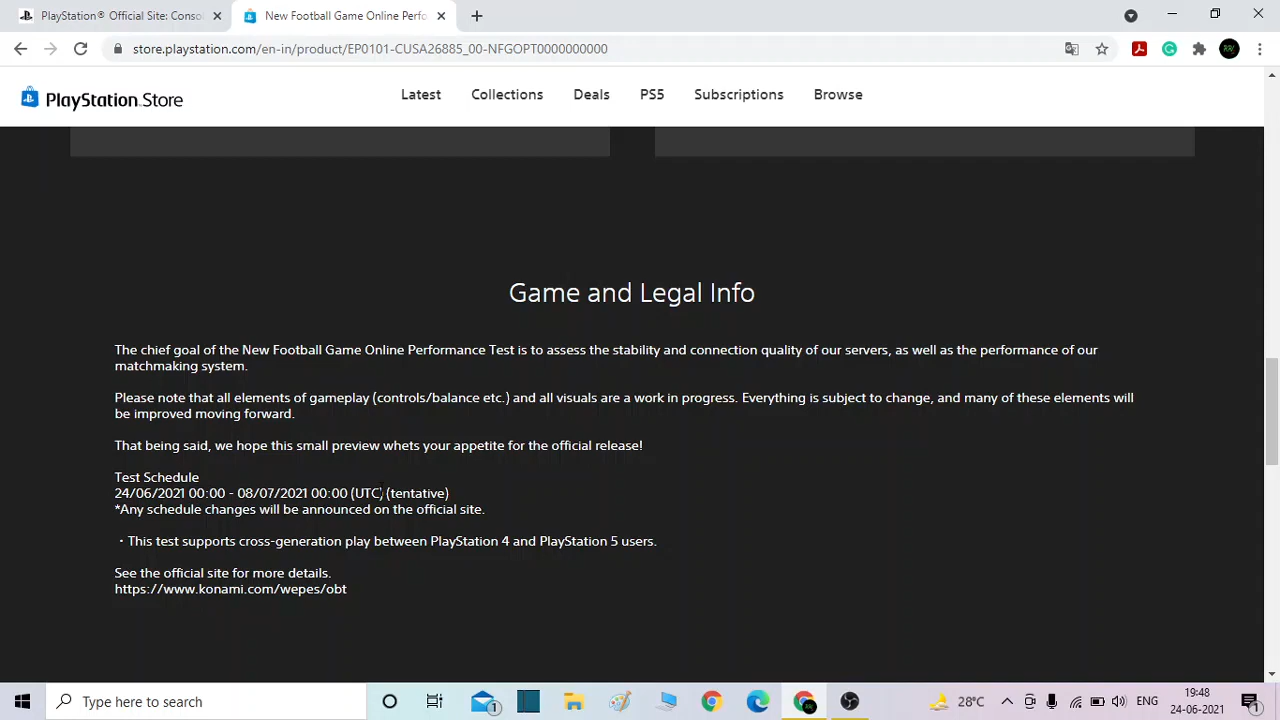 PlayStation® Official Site: Conso
New Football Game Online Perfo
store.playstation.com/en-in/product/EP0101-CUSA28885_00-NFGOPT0000000000
PlayStation Store
Latest
Collections
Deals
PS5
Subscriptions
Browse
Game and Legal Info
The chief goal of the New Football Game Online Performance Test is to assess the stability and connection quality of our servers, as well as the performance of our
matchmaking system.
Please note that all elements of gameplay (controls/balance etc.) and all visuals are a work in progress. Everything is subject to change, and many of these elements will
be improved moving forward.
That being said, we hope this small preview whets your appetite for the official release!
Test Schedule
24/06/2021 00:00 - 08/07/2021 00:00 (UTC) (tentative)
*Any schedule changes will be announced on the official site.
・This test supports cross-generation play between PlayStation 4 and PlayStation 5 users.
See the official site for more details.
https://www.konami.com/wepes/obt
Type here to search
1
28°C
ENG
19:48
24-06-2021
1